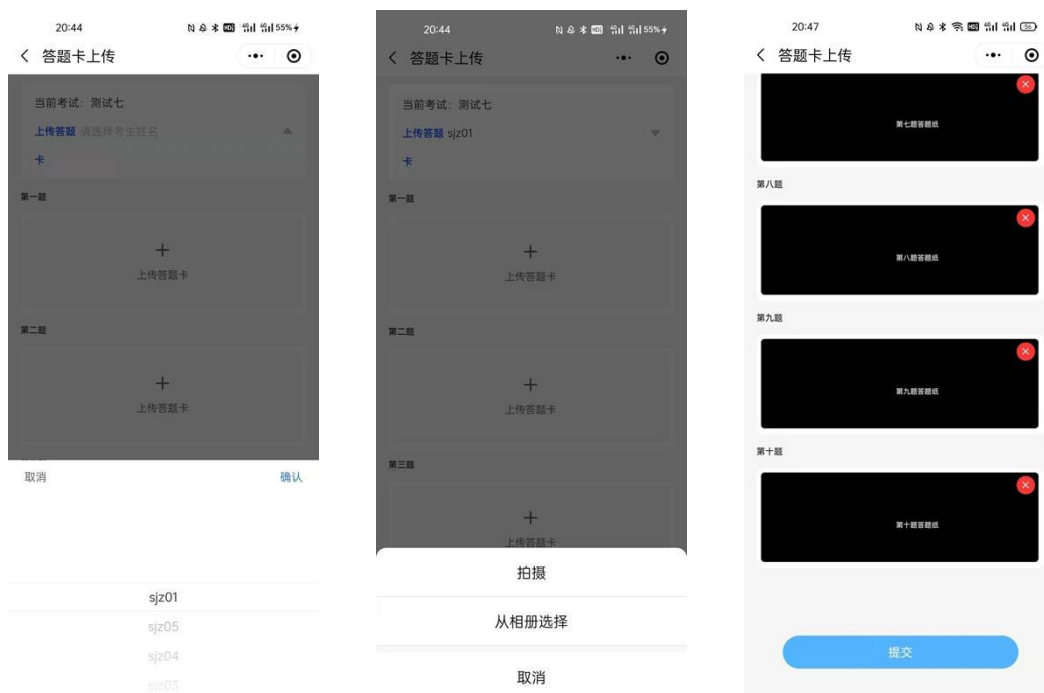 20:44
55%
答题卡上传
当前考试：测试七
上传答题 请选择考生姓名
卡
第一题
上传答题卡
第二题
上传答题卡
取消
确认
sjz01
sjz05
sjz04
sjz03
20:44
55%
答题卡上传
当前考试：测试七
上传答题 sjz01
卡
第一题
上传答题卡
第二题
上传答题卡
第三题
上传答题卡
拍摄
从相册选择
取消
20:47
56
答题卡上传
第七题答题纸
第八题
第八题答题纸
第九题
第九题答题纸
第十题
第十题答题纸
提交